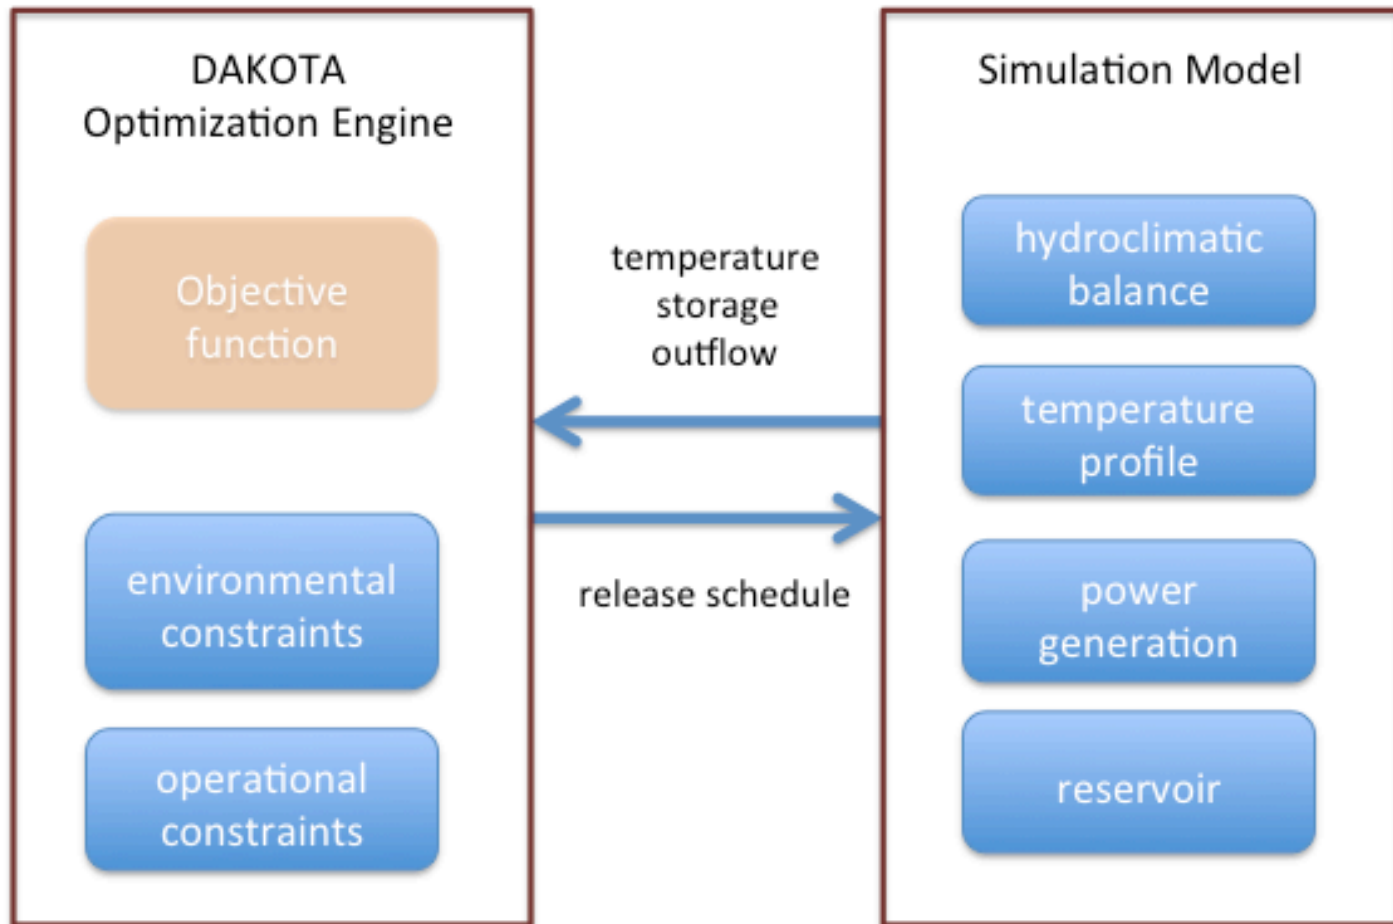 DAKOTA
Optimization Engine
Objective
function
environmental
constraints
operational
constraints
temperature
storage
outflow
release schedule
Simulation Model
hydroclimatic
balance
temperature
profile
power
generation
reservoir